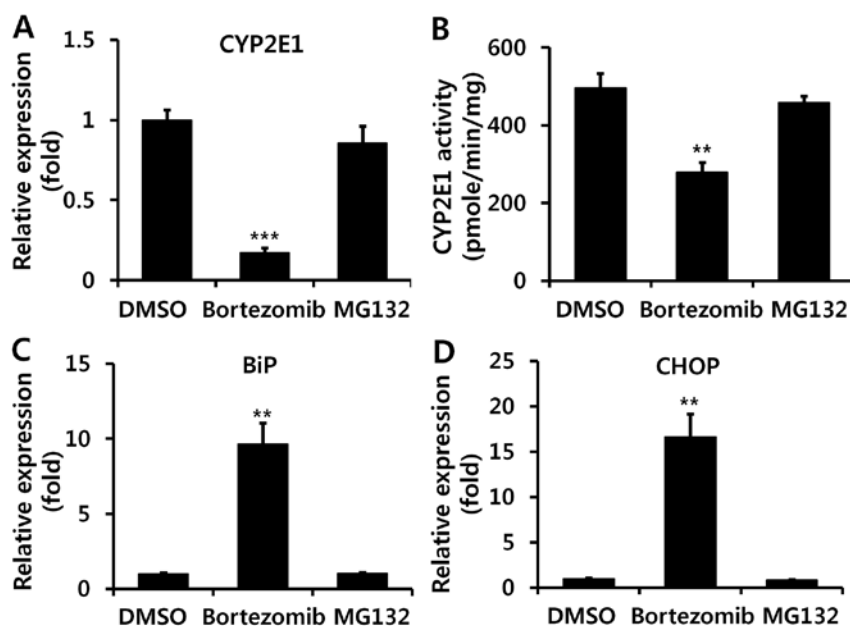 A
CYP2E1
Relative expression
(fold)
1.5
1
0.5
0
***
DMSO Bortezomib MG132
B
CYP2E1 activity
(pmole/min/mg)
600
400
200
0
**
DMSO Bortezomib MG132
C
BiP
Relative expression
(fold)
15
10
5
0
**
DMSO Bortezomib MG132
D
CHOP
Relative expression
(fold)
25
20
15
10
5
0
**
DMSO Bortezomib MG132